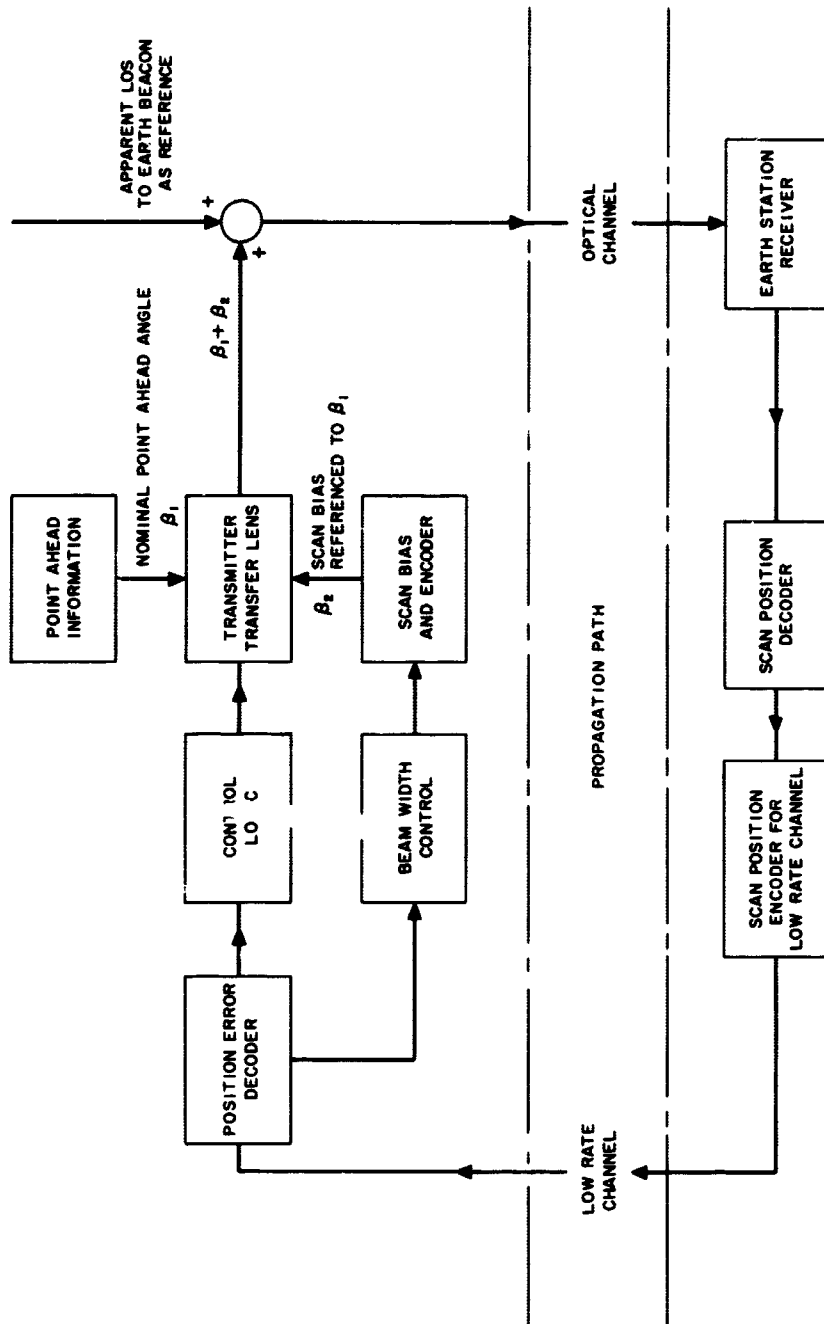 APPARENT LOS
TO EARTH BEACON
AS REFERENCE
+
+
POINT AHEAD
INFORMATION
NOMINAL POINT AHEAD ANGLE
β₁
β₁ + β₂
POSITION ERROR
DECODER
TRANSMITTER
TRANSFER LENS
SCAN BIAS
REFERENCED TO β₁
β₂
BEAM WIDTH
CONTROL
SCAN BIAS
AND ENCODER
LOW RATE
CHANNEL
PROPAGATION PATH
OPTICAL
CHANNEL
SCAN POSITION
ENCODER FOR
LOW RATE CHANNEL
SCAN POSITION
DECODER
EARTH STATION
RECEIVER